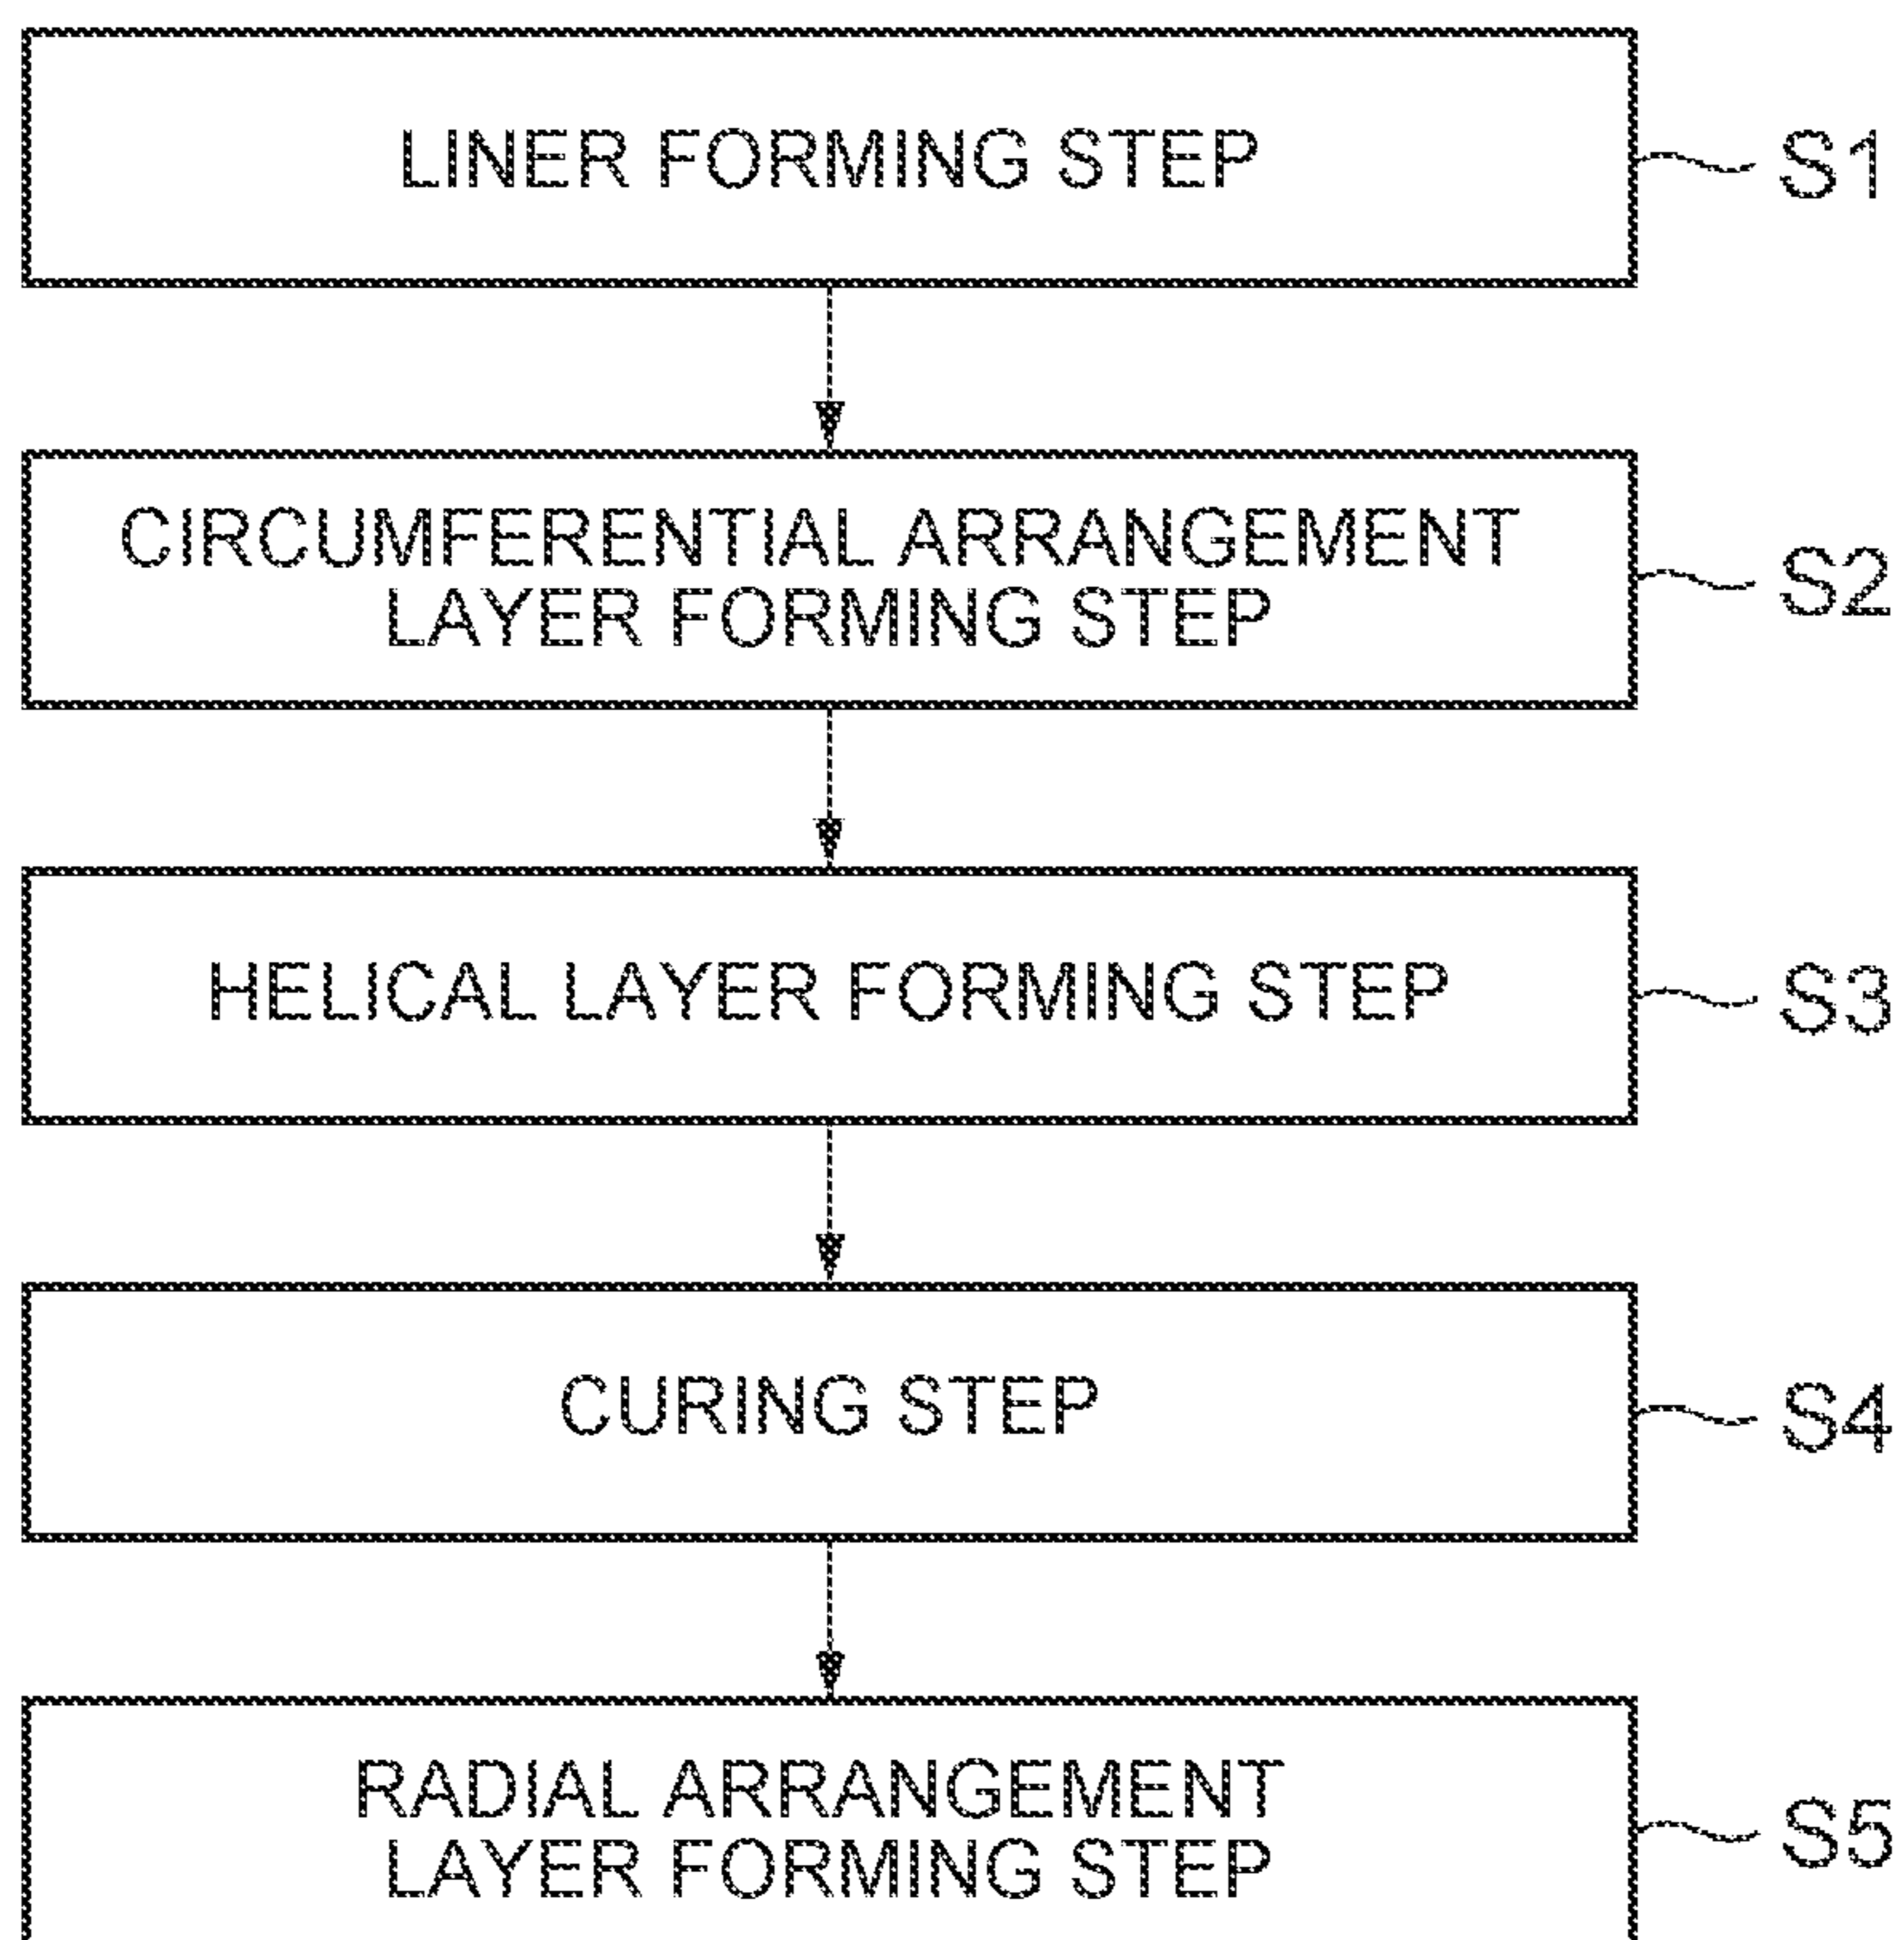 LINER FORMING STEP
S1
CIRCUMFERENTIAL ARRANGEMENT
LAYER FORMING STEP
S2
HELICAL LAYER FORMING STEP
S3
CURING STEP
S4
RADIAL ARRANGEMENT
LAYER FORMING STEP
S5